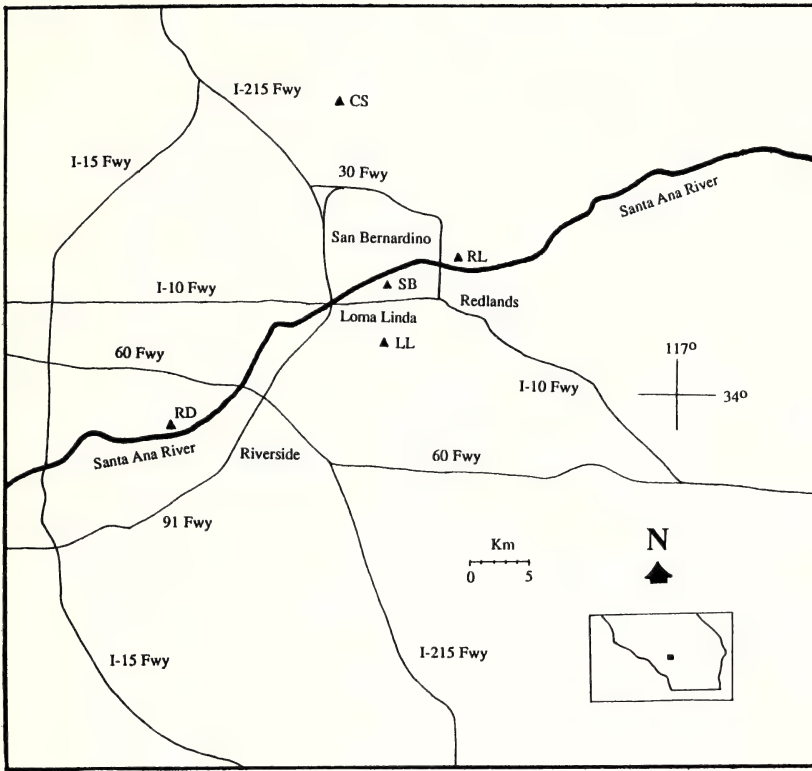 I-215 Fwy
CS
I-15 Fwy
30 Fwy
Santa Ana River
San Bernardino
RL
SB
I-10 Fwy
Redlands
Loma Linda
LL
60 Fwy
117o
I-10 Fwy
34o
RD
Santa Ana River
Riverside
60 Fwy
91 Fwy
Km
0 5
N
I-15 Fwy
I-215 Fwy